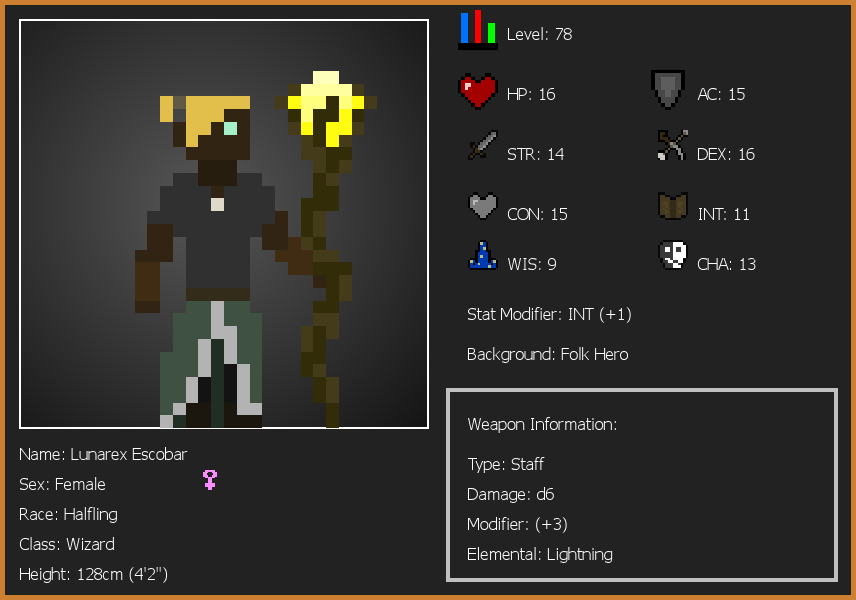 Level: 78
HP: 16
AC: 15
STR: 14
DEX: 16
CON: 15
INT: 11
WIS: 9
CHA: 13
Stat Modifier: INT (+1)
Background: Folk Hero
Weapon Information:
Type: Staff
Damage: d6
Modifier: (+3)
Elemental: Lightning
Name: Lunarex Escobar
Sex: Female
Race: Halfling
Class: Wizard
Height: 128cm (4'2")